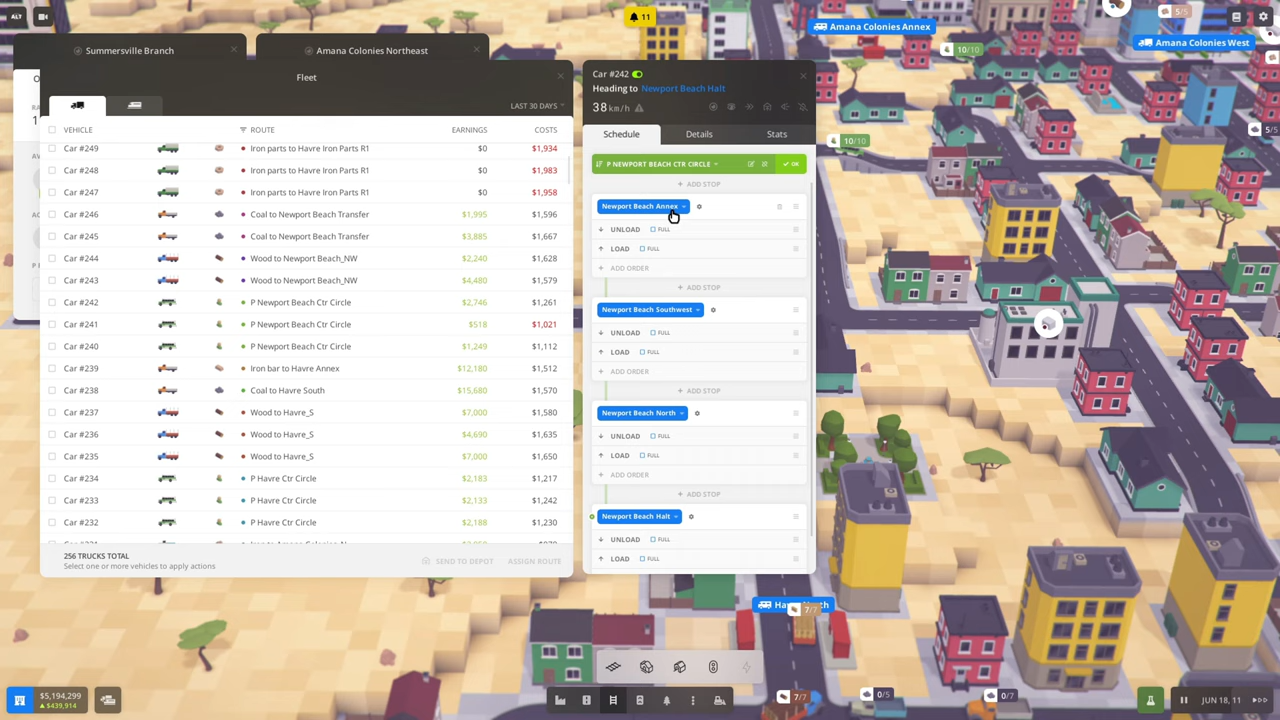 ALT
11
Amana Colonies Annex
5/5
Amana Colonies West
10/10
5/5
10/10
Summersville Branch
Amana Colonies Northeast
Fleet
LAST 30 DAYS
VEHICLE ROUTE EARNINGS COSTS
Car #249 Iron parts to Havre Iron Parts R1 $0 $1,934
Car #248 Iron parts to Havre Iron Parts R1 $0 $1,983
Car #247 Iron parts to Havre Iron Parts R1 $0 $1,958
Car #246 Coal to Newport Beach Transfer $1,995 $1,596
Car #245 Coal to Newport Beach Transfer $3,885 $1,667
Car #244 Wood to Newport Beach_NW $2,240 $1,628
Car #243 Wood to Newport Beach_NW $4,480 $1,579
Car #242 P Newport Beach Ctr Circle $2,746 $1,261
Car #241 P Newport Beach Ctr Circle $518 $1,021
Car #240 P Newport Beach Ctr Circle $1,249 $1,112
Car #239 Iron bar to Havre Annex $12,180 $1,512
Car #238 Coal to Havre South $15,680 $1,570
Car #237 Wood to Havre_S $7,000 $1,580
Car #236 Wood to Havre_S $4,690 $1,635
Car #235 Wood to Havre_S $7,000 $1,650
Car #234 P Havre Ctr Circle $2,183 $1,217
Car #233 P Havre Ctr Circle $2,133 $1,242
Car #232 P Havre Ctr Circle $2,188 $1,230
256 TRUCKS TOTAL
Select one or more vehicles to apply actions
SEND TO DEPOT ASSIGN ROUTE
Car #242
Heading to Newport Beach Halt
38 km/h
Schedule Details Stats
P NEWPORT BEACH CTR CIRCLE OK
+ ADD STOP
Newport Beach Annex
UNLOAD FULL
LOAD FULL
+ ADD ORDER
+ ADD STOP
Newport Beach Southwest
UNLOAD FULL
LOAD FULL
+ ADD ORDER
+ ADD STOP
Newport Beach North
UNLOAD FULL
LOAD FULL
+ ADD ORDER
+ ADD STOP
Newport Beach Halt
UNLOAD FULL
LOAD FULL
7/7
$5,194,299
$439,914
7/7
0/5
0/7
JUN 18, 11